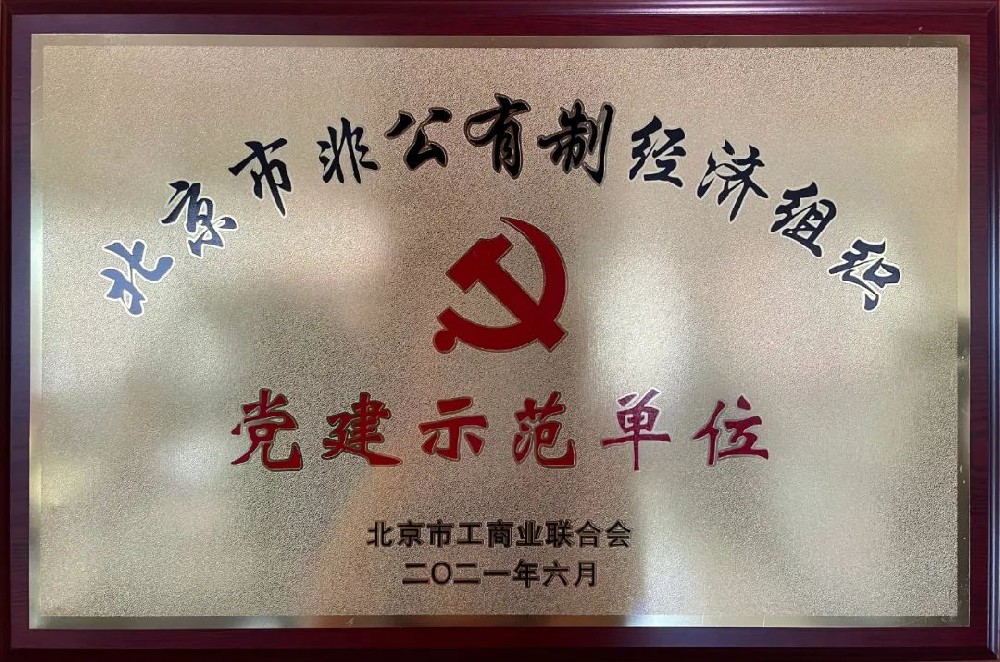 北京市非公有制经济组织
党建示范单位
北京市工商业联合会
二〇二一年六月